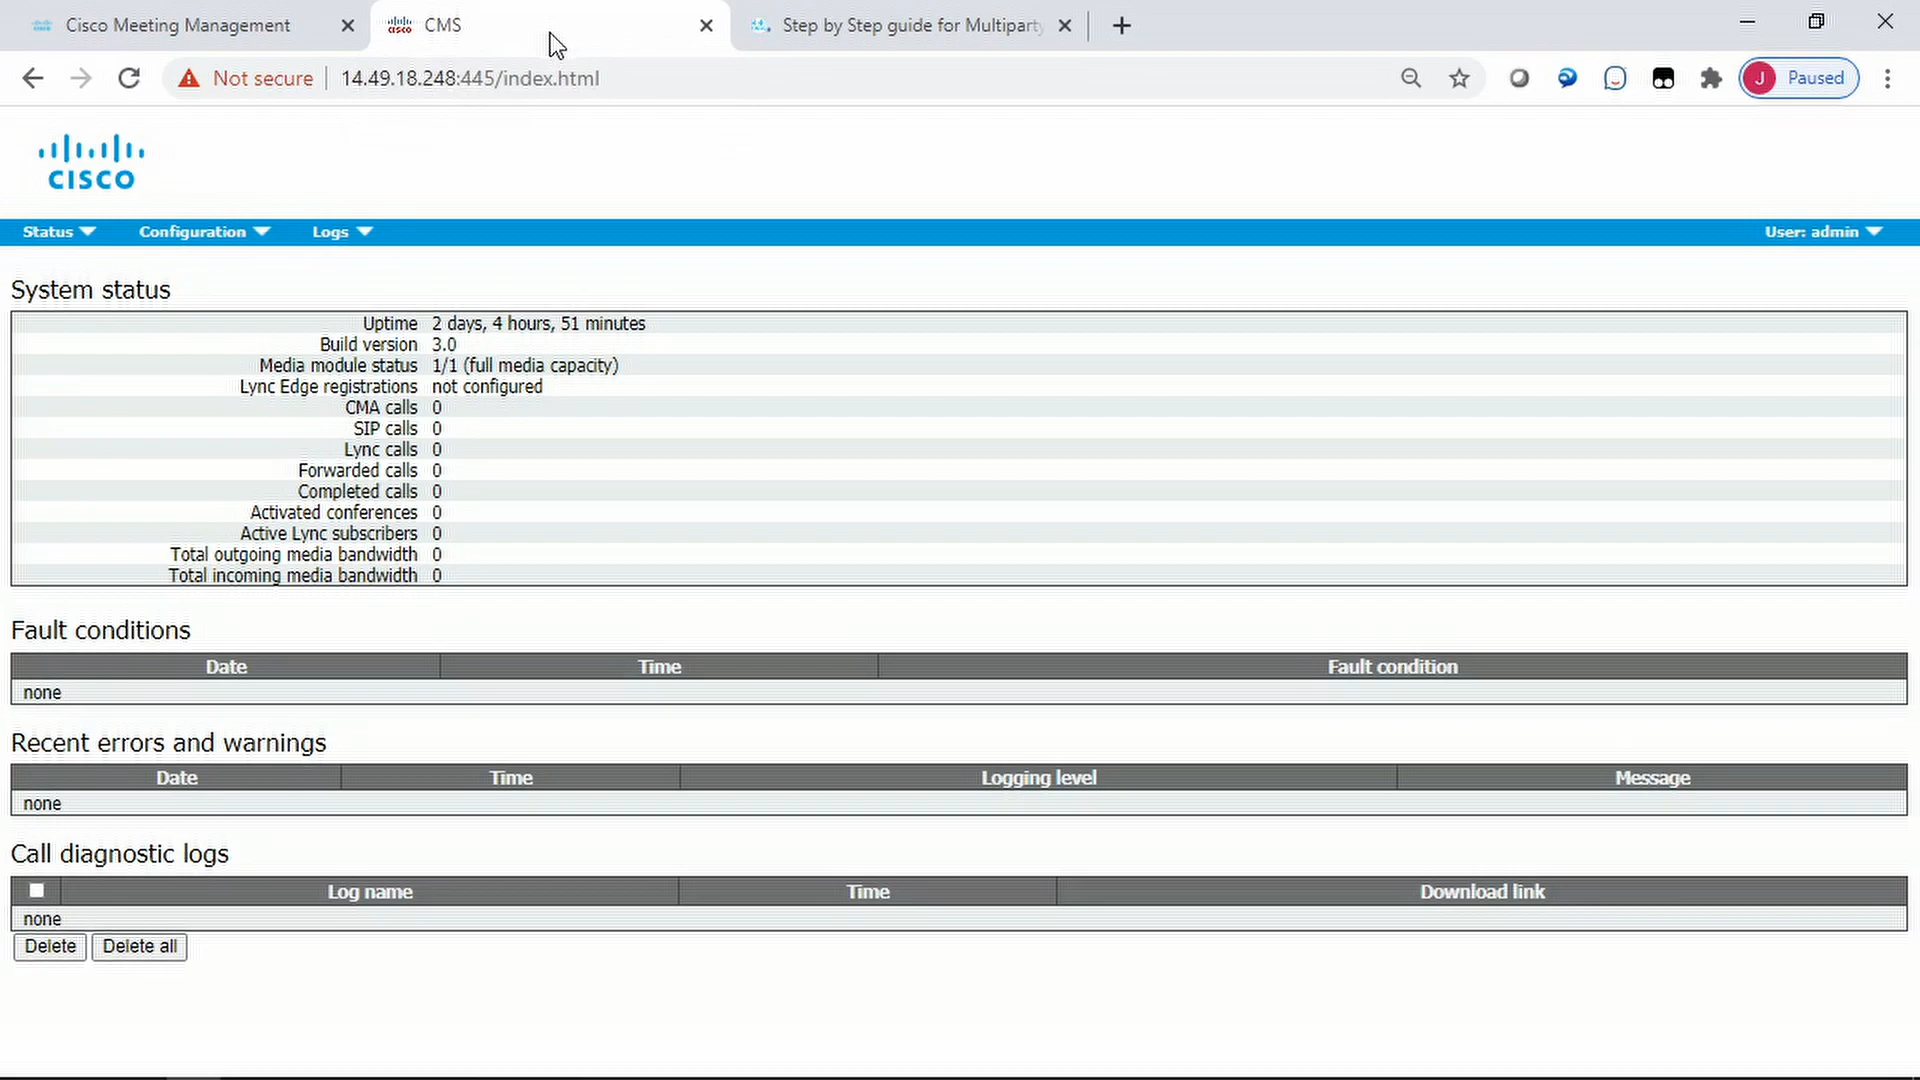 Cisco Meeting Management
CMS
Step by Step guide for Multiparty
Not secure
14.49.18.248:445/index.html
J
Paused
CISCO
Status
Configuration
Logs
User: admin
System status
Uptime 2 days, 4 hours, 51 minutes
Build version 3.0
Media module status 1/1 (full media capacity)
Lync Edge registrations not configured
CMA calls 0
SIP calls 0
Lync calls 0
Forwarded calls 0
Completed calls 0
Activated conferences 0
Active Lync subscribers 0
Total outgoing media bandwidth 0
Total incoming media bandwidth 0
Fault conditions
Date Time Fault condition
none
Recent errors and warnings
Date Time Logging level Message
none
Call diagnostic logs
Log name Time Download link
none
Delete Delete all